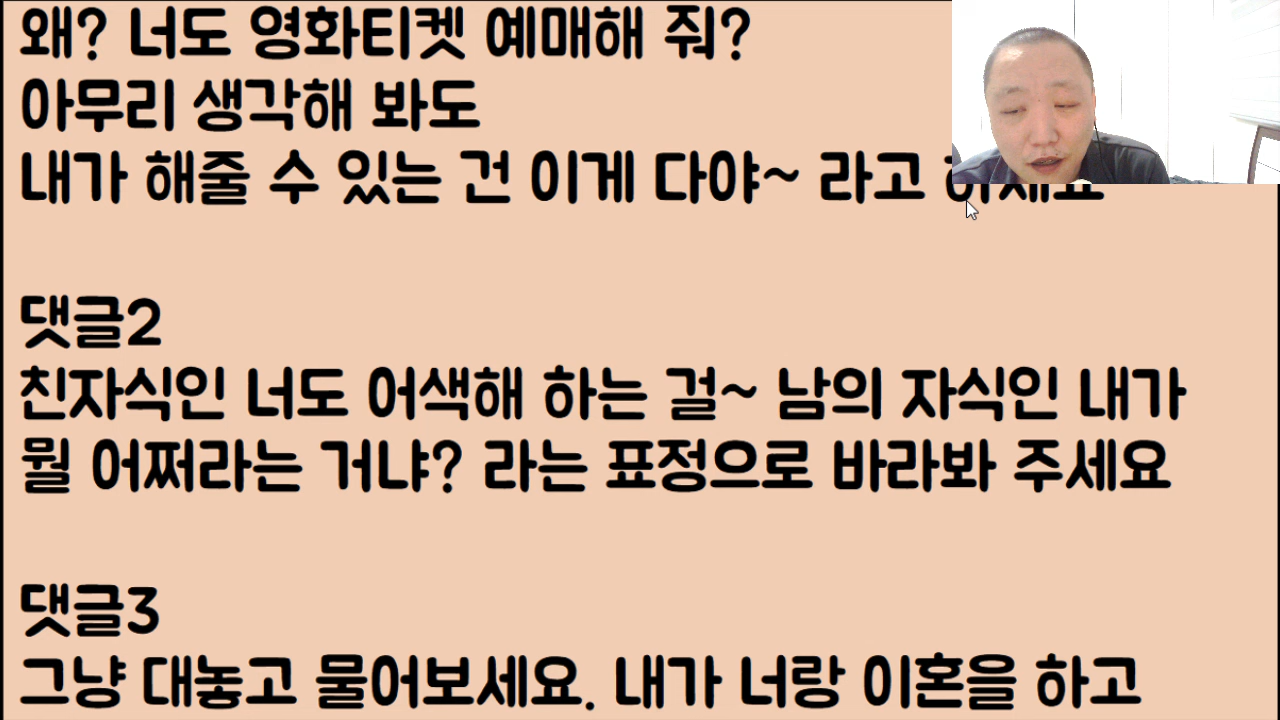 왜? 너도 영화티켓 예매해 줘?
아무리 생각해 봐도
내가 해줄 수 있는 건 이게 다야~ 라고
댓글2
친자식인 너도 어색해 하는 걸~ 남의 자식인 내가
뭘 어쩌라는 거냐? 라는 표정으로 바라봐 주세요
댓글3
그냥 대놓고 물어보세요. 내가 너랑 이혼을 하고